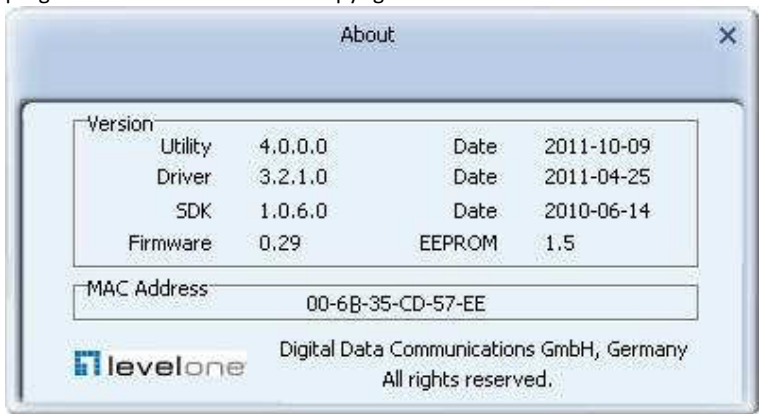 About
Version
Utility 4.0.0.0 Date 2011-10-09
Driver 3.2.1.0 Date 2011-04-25
SDK 1.0.6.0 Date 2010-06-14
Firmware 0.29 EEPROM 1.5
MAC Address
00-6B-35-CD-57-EE
levelone
Digital Data Communications GmbH, Germany
All rights reserved.